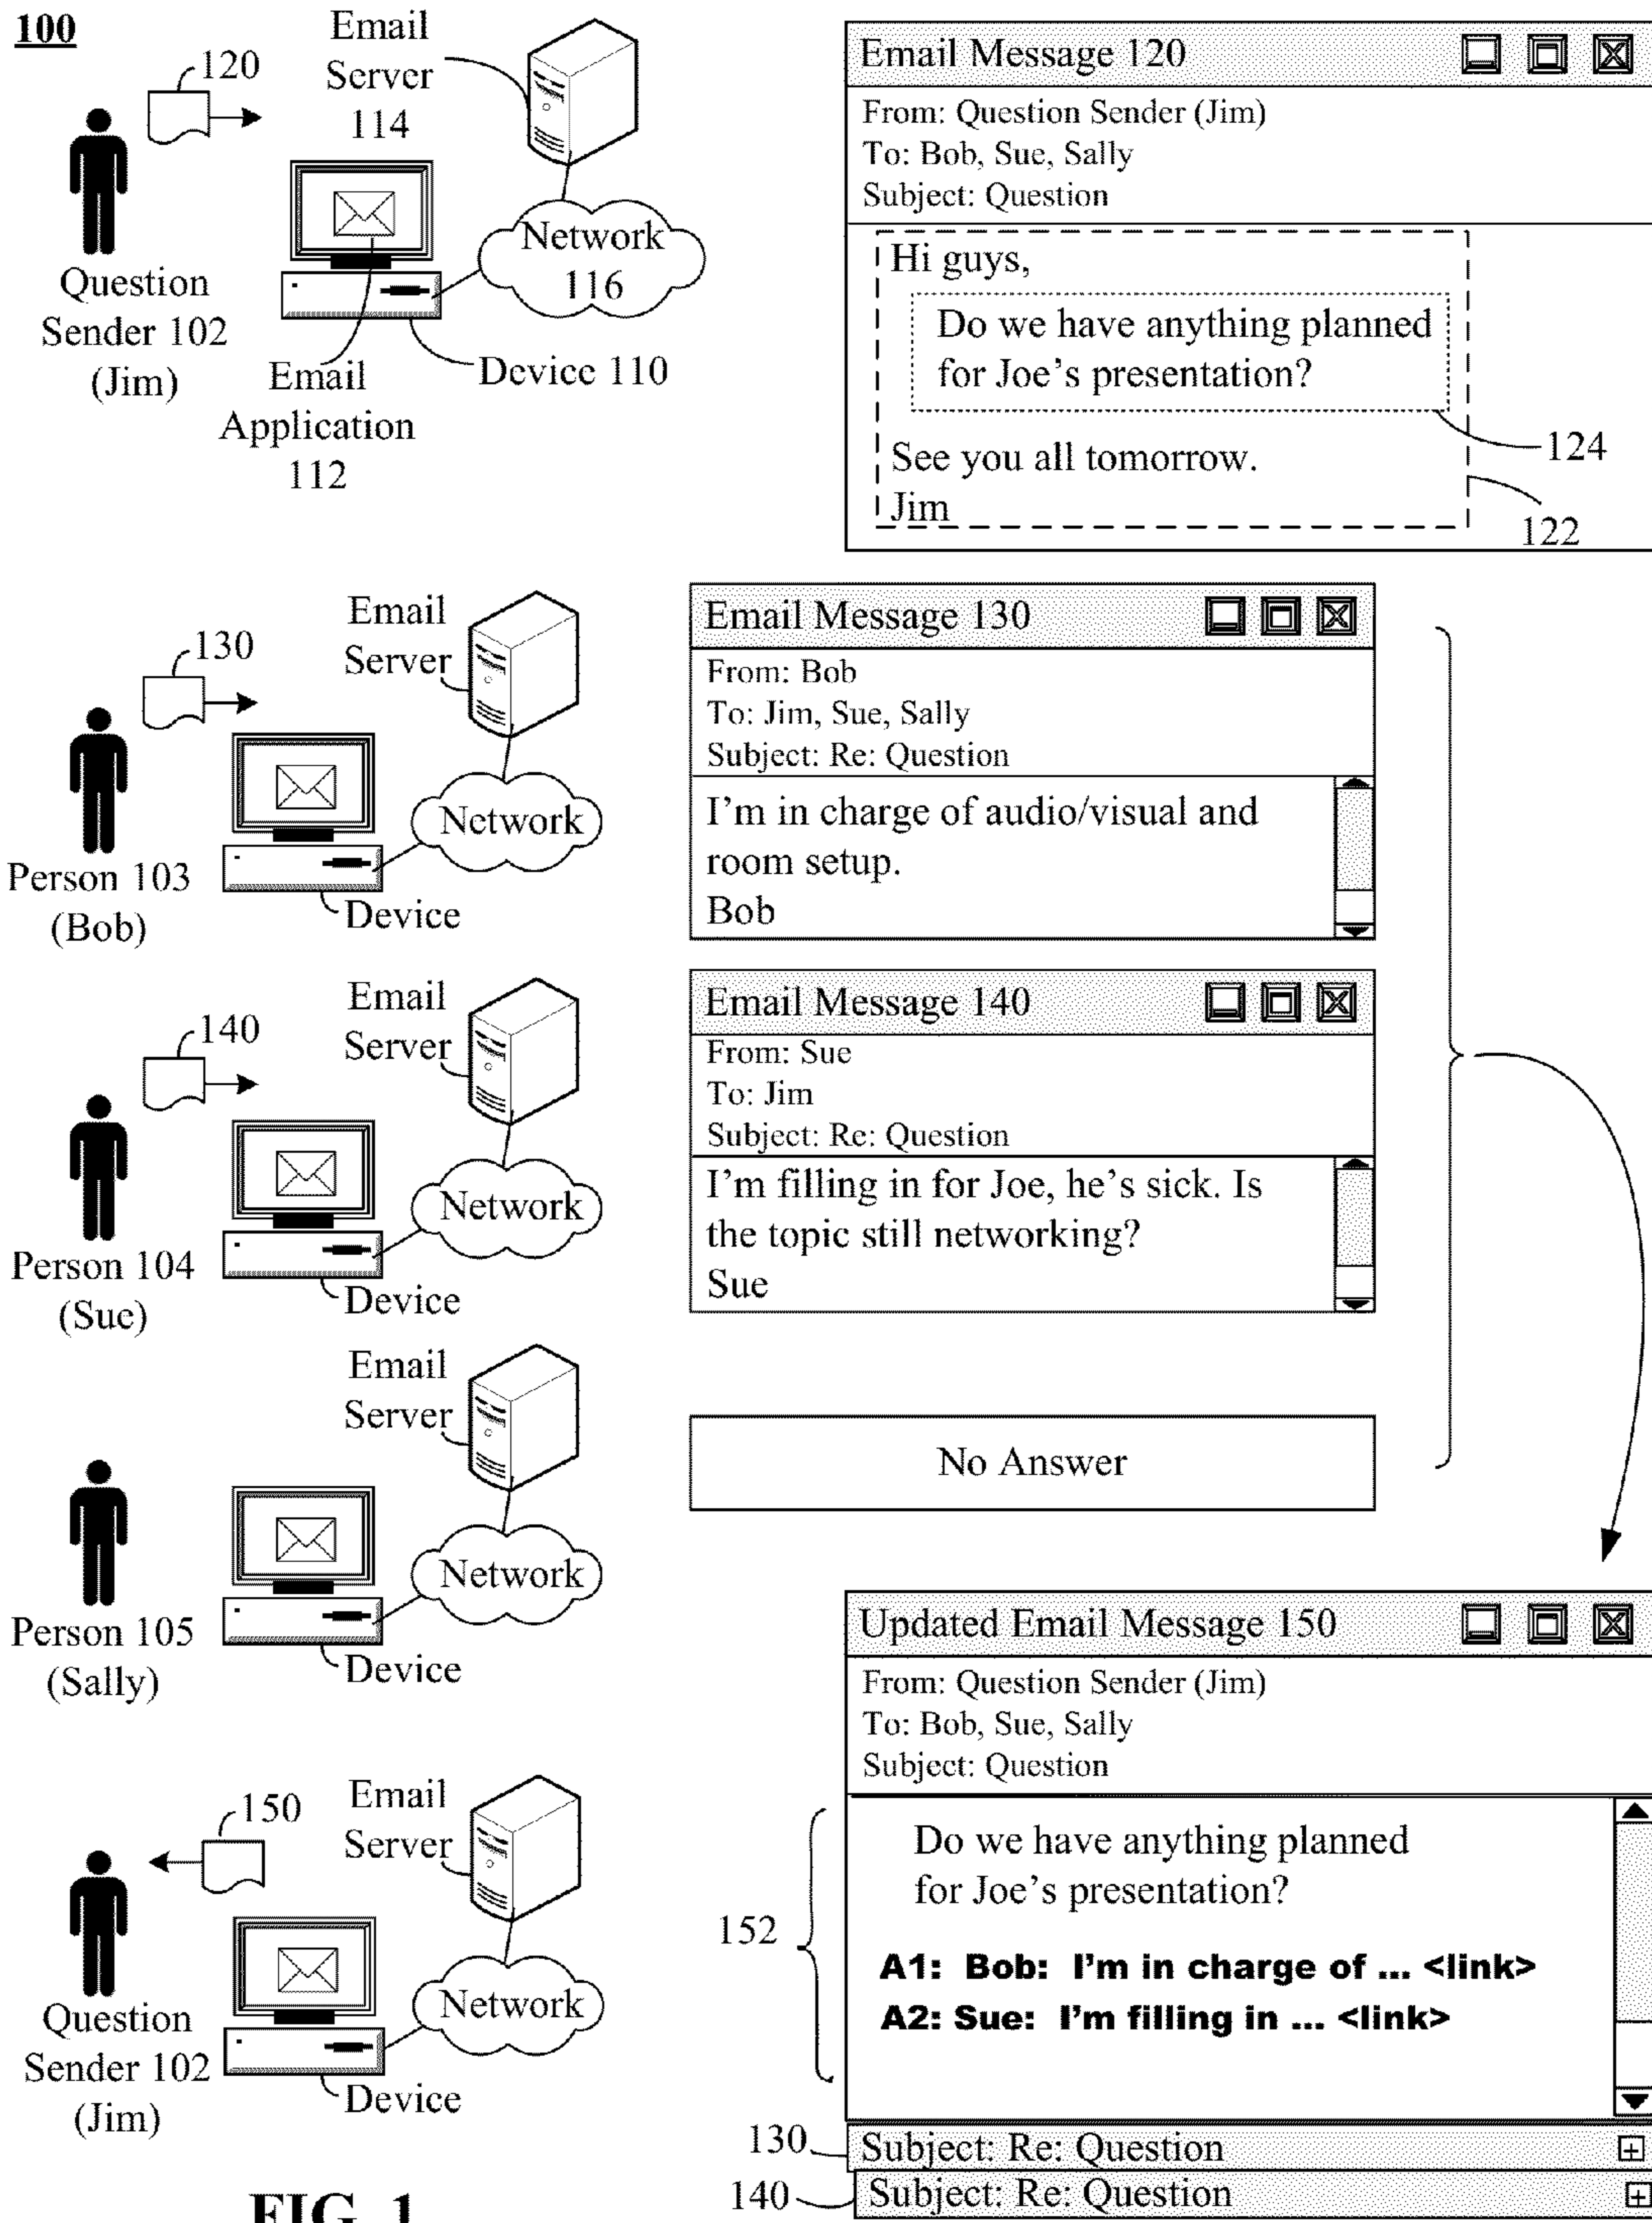 100
120
Email
Server
114
Network
116
Question
Sender 102
(Jim)
Email
Application
112
Device 110
Email Message 120
From: Question Sender (Jim)
To: Bob, Sue, Sally
Subject: Question
Hi guys,
Do we have anything planned
for Joe's presentation?
See you all tomorrow.
Jim
124
122
130
Email
Server
Network
Person 103
(Bob)
Device
Email Message 130
From: Bob
To: Jim, Sue, Sally
Subject: Re: Question
I'm in charge of audio/visual and
room setup.
Bob
140
Email
Server
Network
Person 104
(Sue)
Device
Email Message 140
From: Sue
To: Jim
Subject: Re: Question
I'm filling in for Joe, he's sick. Is
the topic still networking?
Sue
Email
Server
Network
Person 105
(Sally)
Device
No Answer
150
Email
Server
Network
Question
Sender 102
(Jim)
Device
Updated Email Message 150
From: Question Sender (Jim)
To: Bob, Sue, Sally
Subject: Question
Do we have anything planned
for Joe's presentation?
152
A1: Bob: I'm in charge of ... <link>
A2: Sue: I'm filling in ... <link>
130
Subject: Re: Question
140
Subject: Re: Question
FIG. 1